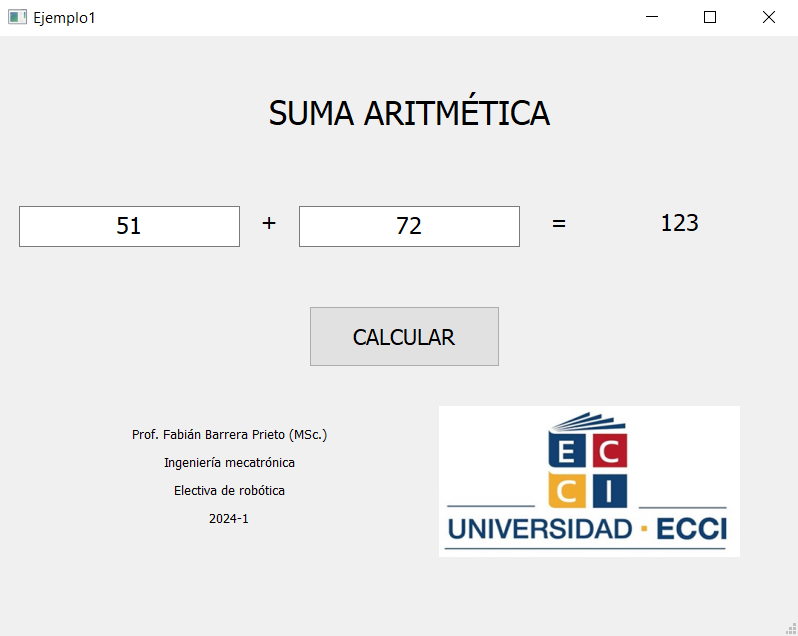 Ejemplo1
SUMA ARITMÉTICA
51 + 72 = 123
CALCULAR
Prof. Fabián Barrera Prieto (MSc.)
Ingeniería mecatrónica
Electiva de robótica
2024-1
E C
C I
UNIVERSIDAD · ECCI